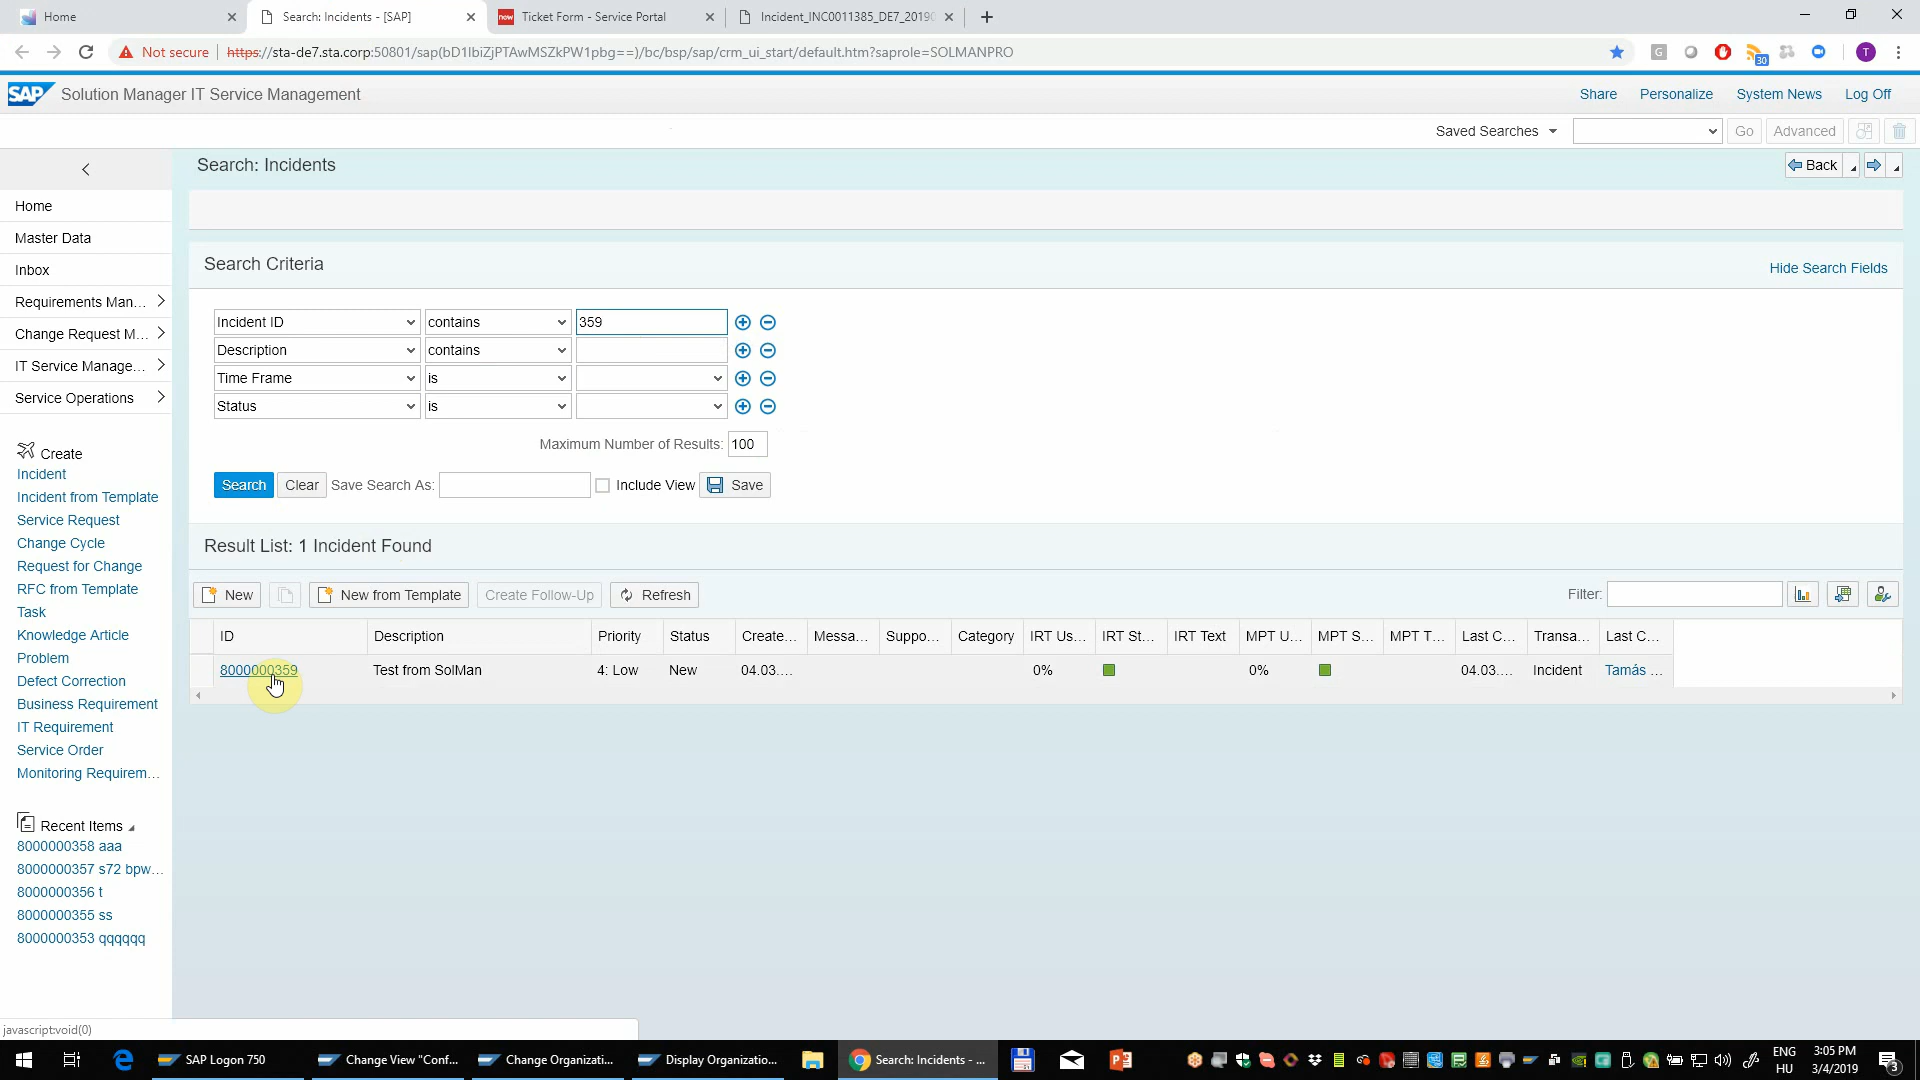 Home
Search: Incidents - [SAP]
now Ticket Form - Service Portal
Incident_INC0011385_DE7_2019
Not secure
https://sta-de7.sta.corp:50801/sap(bD1lbiZjPTAwMSZkPW1pbg==)/bc/bsp/sap/crm_ui_start/default.htm?saprole=SOLMANPRO
30
T
SAP Solution Manager IT Service Management
Share
Personalize
System News
Log Off
Saved Searches
Go
Advanced
Search: Incidents
Back
Home
Master Data
Inbox
Requirements Man...
Change Request M...
IT Service Manage...
Service Operations
Create
Incident
Incident from Template
Service Request
Change Cycle
Request for Change
RFC from Template
Task
Knowledge Article
Problem
Defect Correction
Business Requirement
IT Requirement
Service Order
Monitoring Requirem...
Recent Items
8000000358 aaa
8000000357 s72 bpw...
8000000356 t
8000000355 ss
8000000353 qqqqqq
Search Criteria
Hide Search Fields
Incident ID contains 359
Description contains
Time Frame is
Status is
Maximum Number of Results: 100
Search Clear Save Search As: Include View Save
Result List: 1 Incident Found
New New from Template Create Follow-Up Refresh
Filter:
ID Description Priority Status Create... Messa... Suppo... Category IRT Us... IRT St... IRT Text MPT U... MPT S... MPT T... Last C... Transa... Last C...
8000000359 Test from SolMan 4: Low New 04.03.... 0% 0% 04.03.... Incident Tamás ...
javascript:void(0)
SAP Logon 750
Change View "Conf...
Change Organizati...
Display Organizatio...
Search: Incidents - ...
ENG
HU
3:05 PM
3/4/2019
3